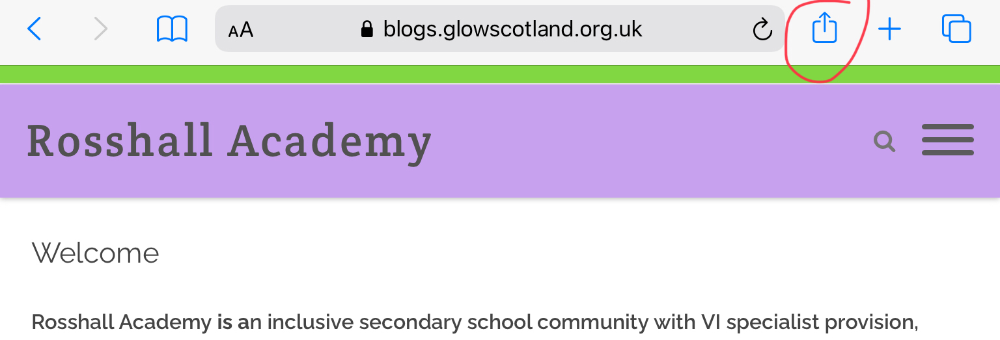 AA blogs.glowscotland.org.uk
Rosshall Academy
Welcome
Rosshall Academy is an inclusive secondary school community with VI specialist provision,